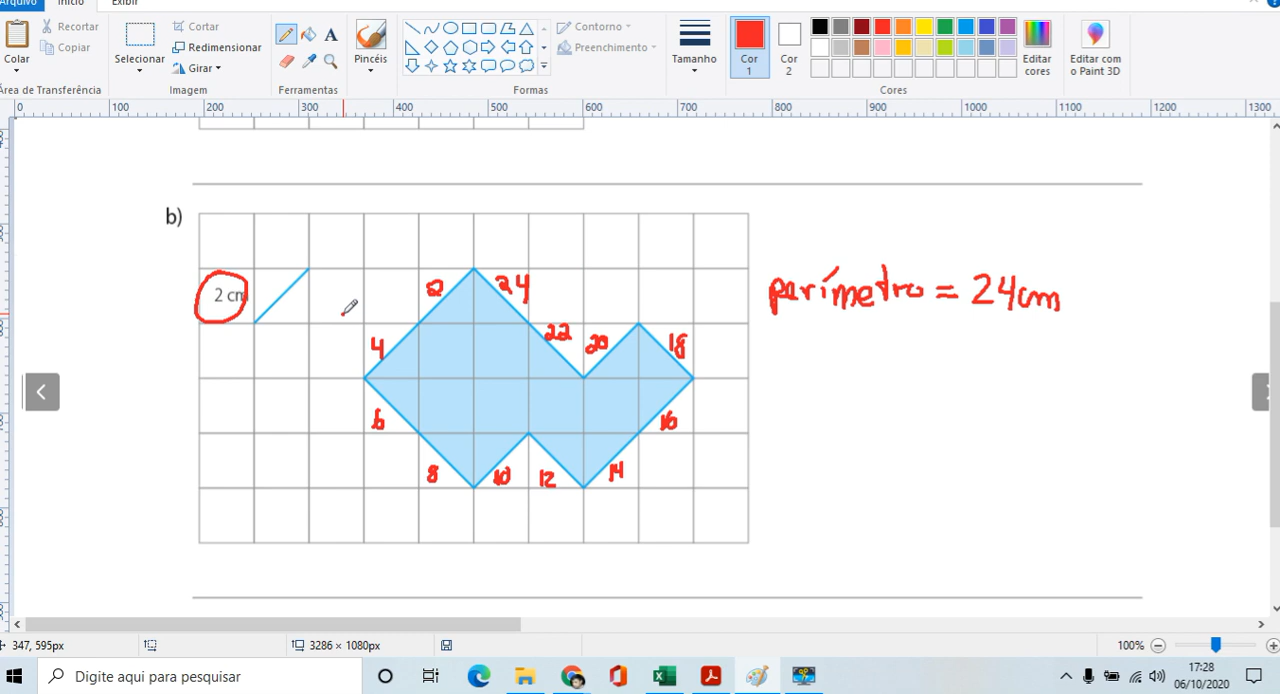 Arquivo Início Exibir
Colar
Recortar
Copiar
Área de Transferência
Selecionar
Cortar
Redimensionar
Girar
Imagem
A
Ferramentas
Pincéis
Contorno
Preenchimento
Formas
Tamanho
Cor 1
Cor 2
Editar cores
Cores
Editar com o Paint 3D
0 100 200 300 400 500 600 700 800 900 1000 1100 1200 1300
b)
2 cm
2 24
4 22 20 18
6 16
8 10 12 14
perímetro = 24cm
347, 595px
3286 × 1080px
100%
Digite aqui para pesquisar
17:28
06/10/2020